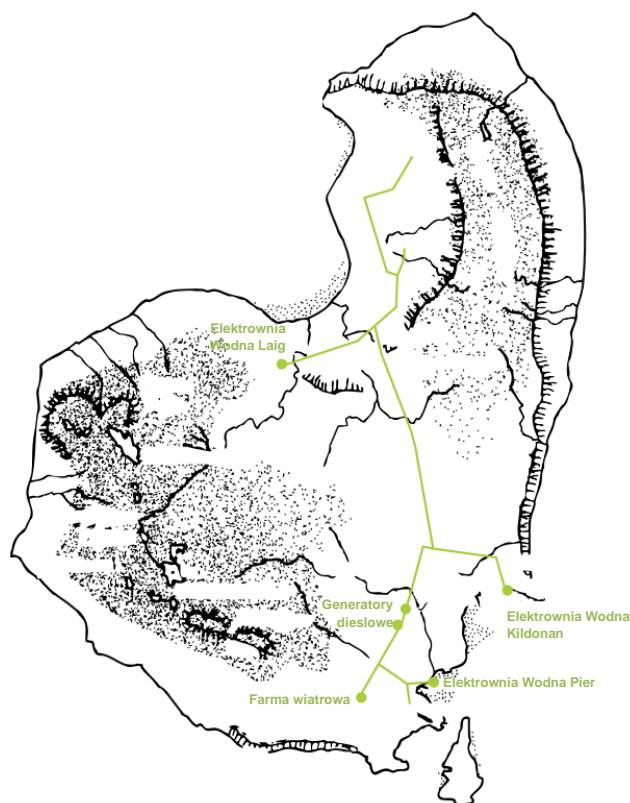 Elektrownia
Wodna Laig
Generatory
dieslowe
Elektrownia Wodna
Kildonan
Elektrownia Wodna Pier
Farma wiatrowa